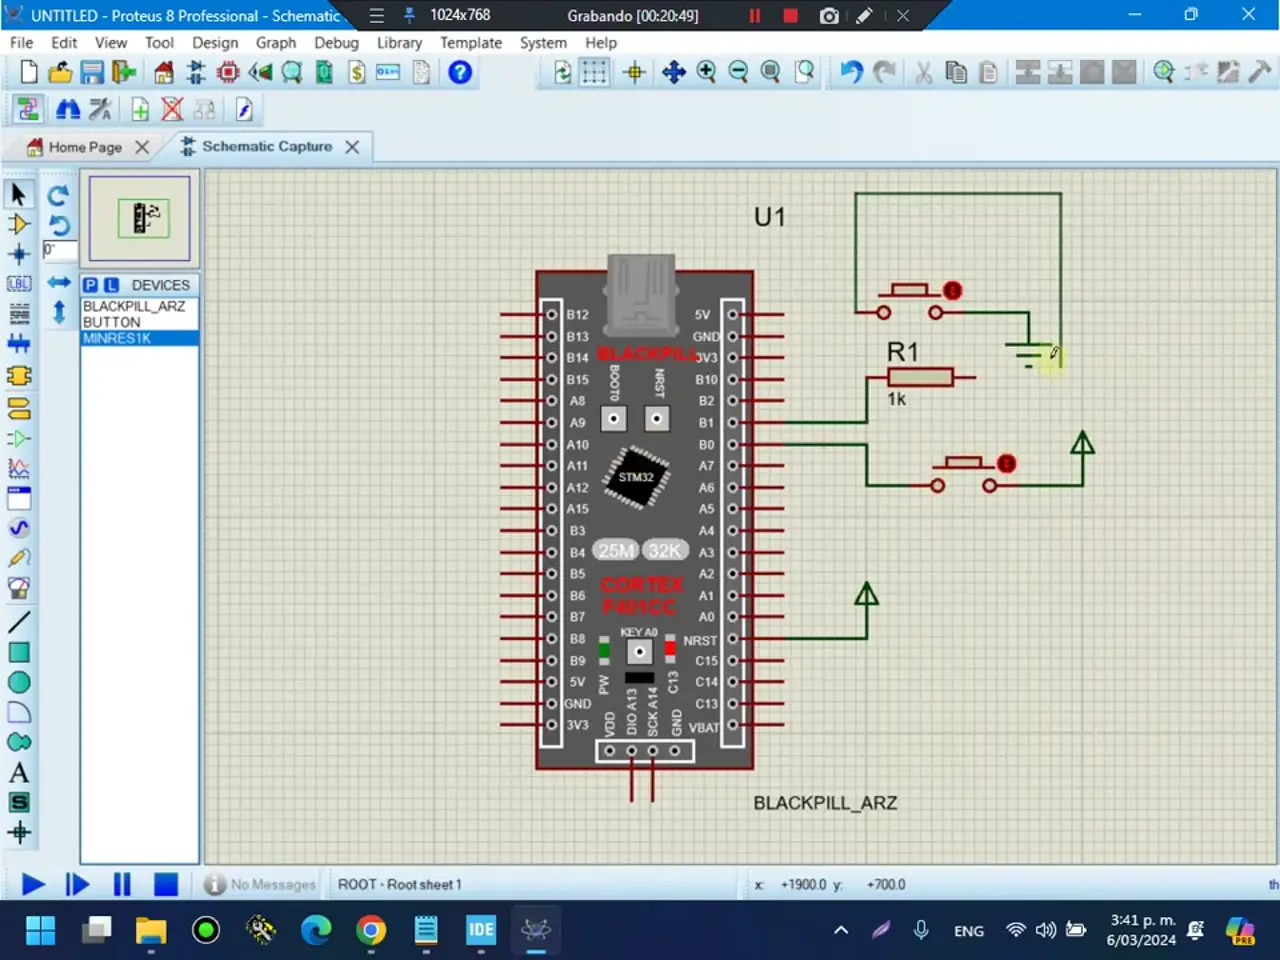 UNTITLED - Proteus 8 Professional - Schematic
1024x768
Grabando [00:20:49]
File Edit View Tool Design Graph Debug Library Template System Help
Home Page
Schematic Capture
0°
P L DEVICES
BLACKPILL_ARZ
BUTTON
MINRES1K
LBL
A
S
U1
B12
B13
B14
B15
A8
A9
A10
A11
A12
A15
B3
B4
B5
B6
B7
B8
B9
5V
GND
3V3
5V
GND
3V3
B10
B2
B1
B0
A7
A6
A5
A4
A3
A2
A1
A0
NRST
C15
C14
C13
VBAT
BLACKPILL
BOOT0
NRST
STM32
25M
32K
CORTEX
F401CC
KEY A0
PW
C13
VDD
DIO A13
SCK A14
GND
R1
1k
BLACKPILL_ARZ
No Messages
ROOT - Root sheet 1
x: +1900.0 y: +700.0
th
IDE
ENG
3:41 p. m.
6/03/2024
PRE